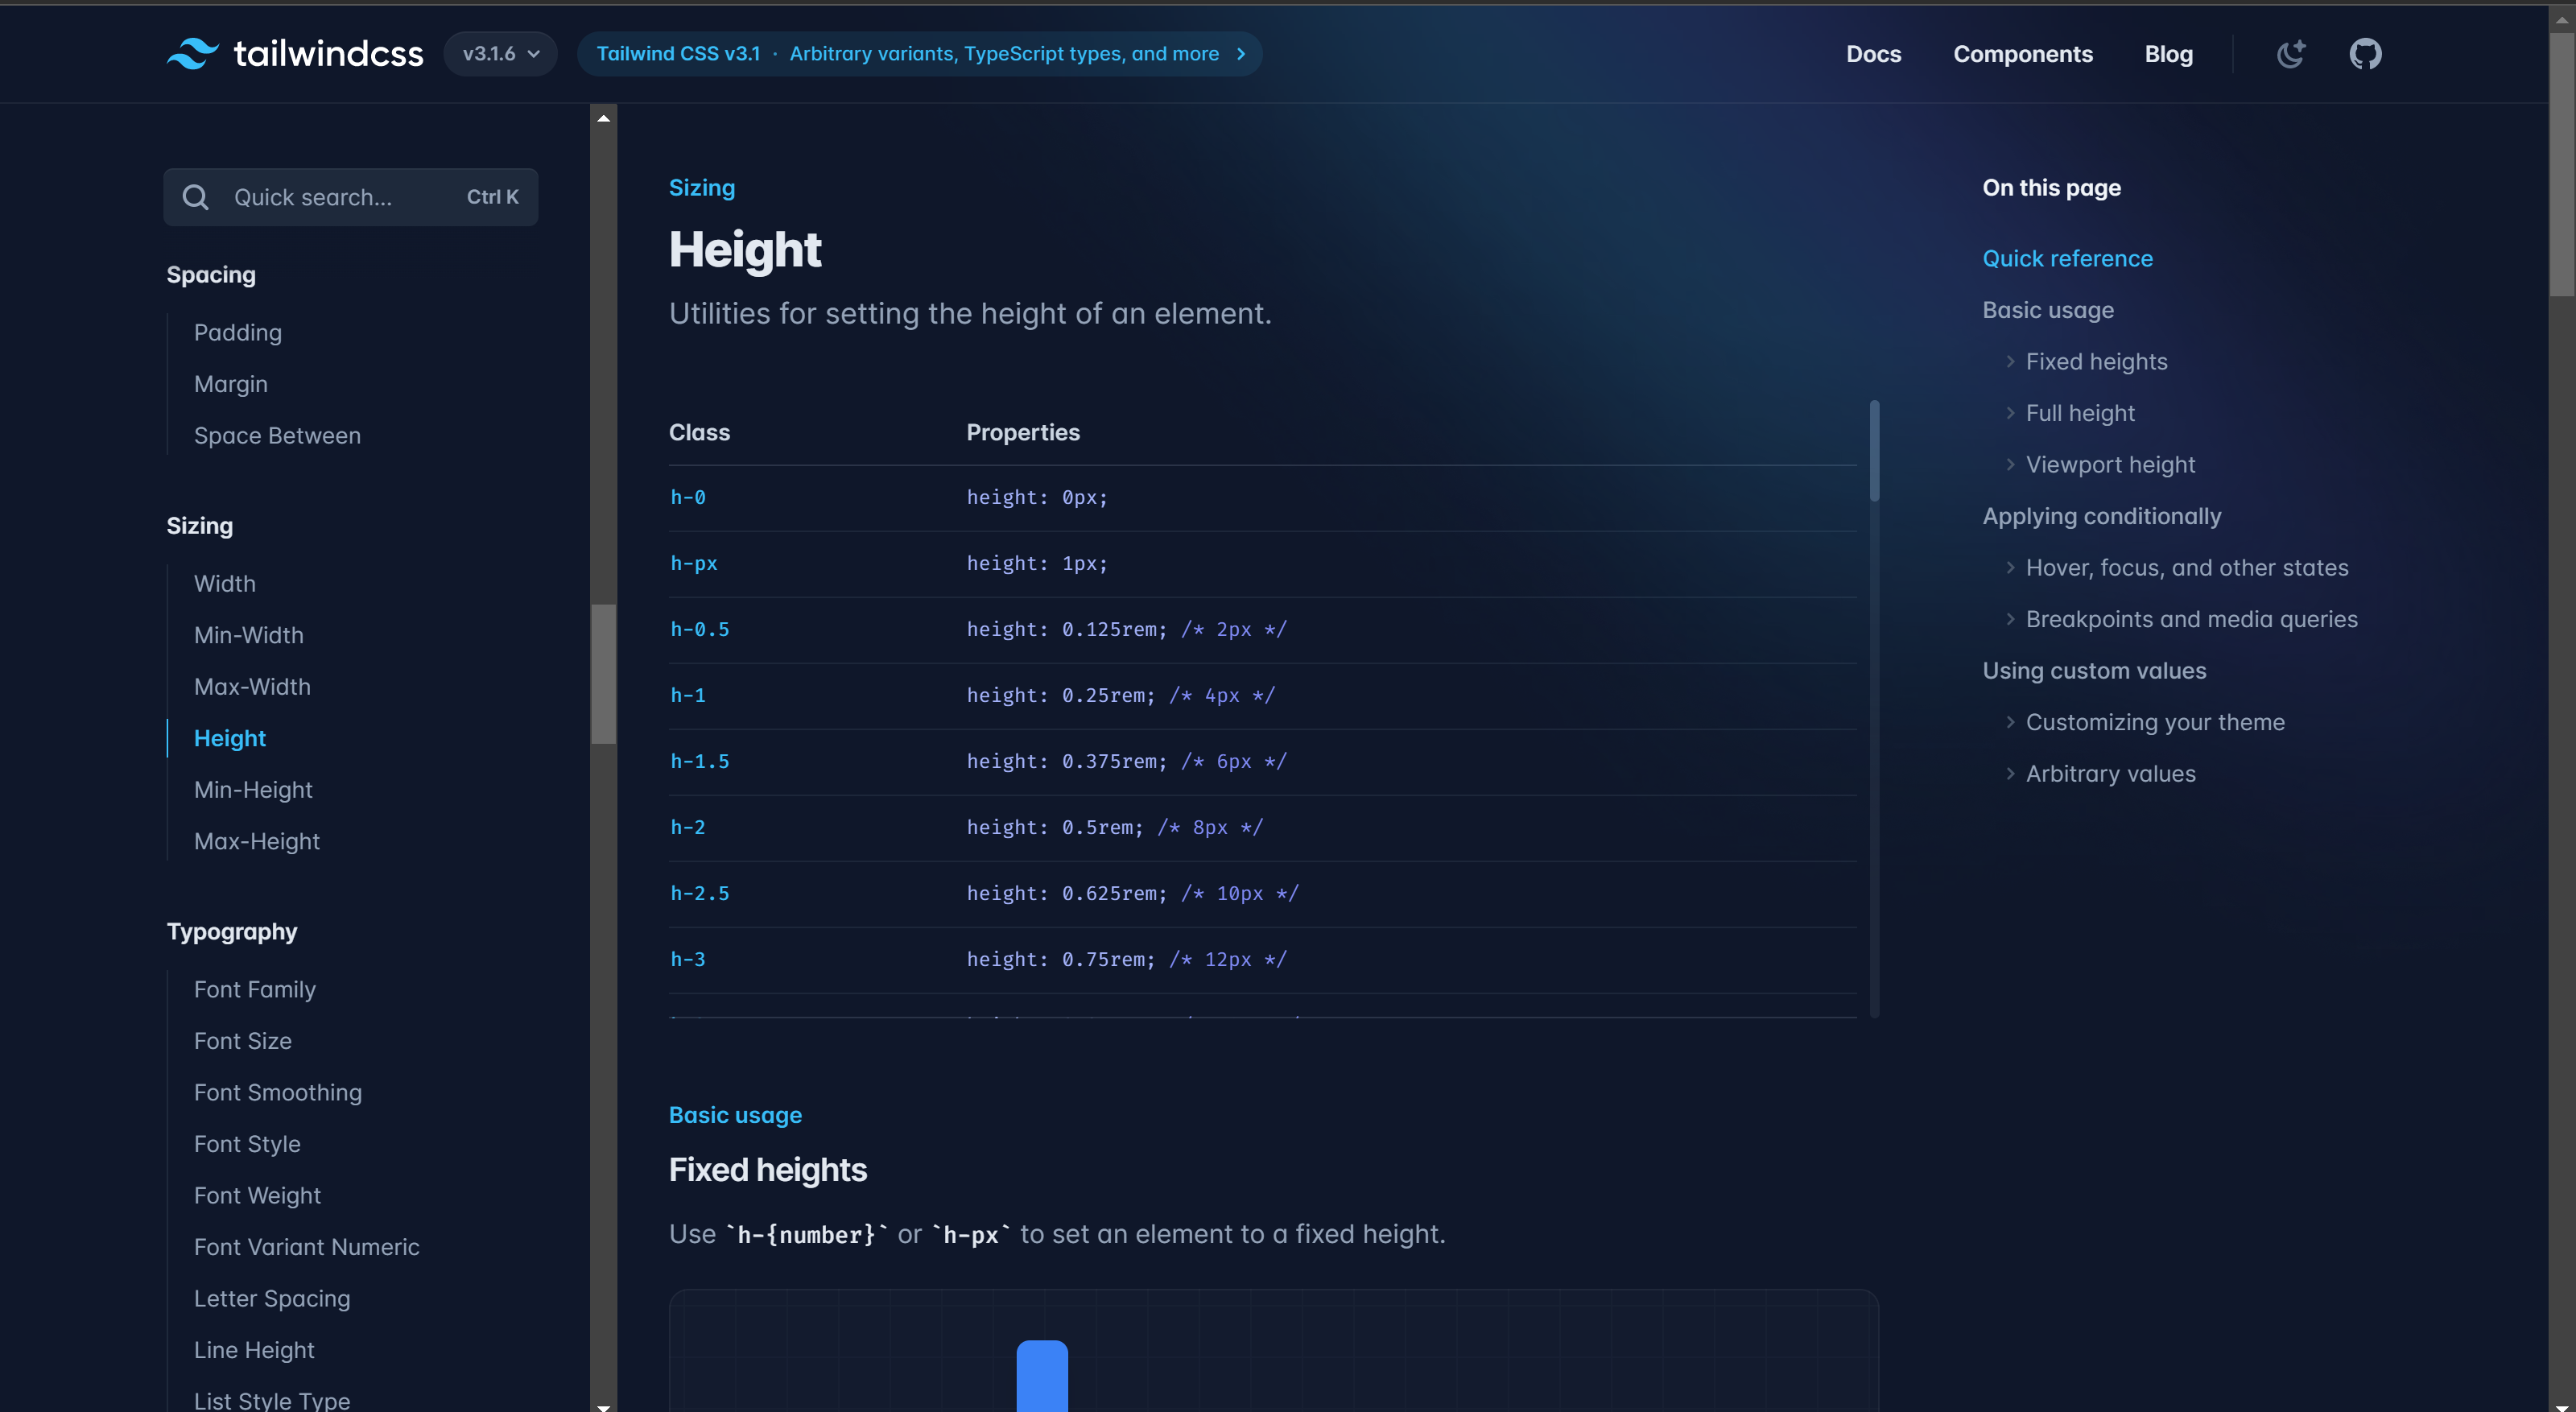 tailwindcss
v3.1.6
Tailwind CSS v3.1 · Arbitrary variants, TypeScript types, and more
Docs
Components
Blog
Quick search...
Ctrl K
Spacing
Padding
Margin
Space Between
Sizing
Width
Min-Width
Max-Width
Height
Min-Height
Max-Height
Typography
Font Family
Font Size
Font Smoothing
Font Style
Font Weight
Font Variant Numeric
Letter Spacing
Line Height
List Style Type
Sizing
Height
Utilities for setting the height of an element.
Class Properties
h-0 height: 0px;
h-px height: 1px;
h-0.5 height: 0.125rem; /* 2px */
h-1 height: 0.25rem; /* 4px */
h-1.5 height: 0.375rem; /* 6px */
h-2 height: 0.5rem; /* 8px */
h-2.5 height: 0.625rem; /* 10px */
h-3 height: 0.75rem; /* 12px */
Basic usage
Fixed heights
Use `h-{number}` or `h-px` to set an element to a fixed height.
On this page
Quick reference
Basic usage
Fixed heights
Full height
Viewport height
Applying conditionally
Hover, focus, and other states
Breakpoints and media queries
Using custom values
Customizing your theme
Arbitrary values